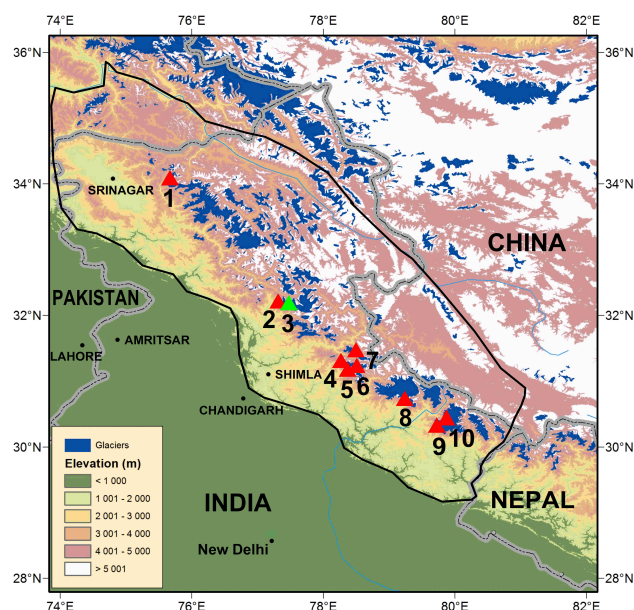 74°E 76°E 78°E 80°E 82°E
36°N 36°N
34°N 34°N
SRINAGAR
1
CHINA
PAKISTAN
32°N 32°N
2 3
AMRITSAR
LAHORE
7
SHIMLA 4 5 6
CHANDIGARH
8
9 10
30°N 30°N
Glaciers
Elevation (m)
< 1 000
1 001 - 2 000
2 001 - 3 000
3 001 - 4 000
4 001 - 5 000
> 5 001
INDIA
NEPAL
New Delhi
28°N 28°N
74°E 76°E 78°E 80°E 82°E